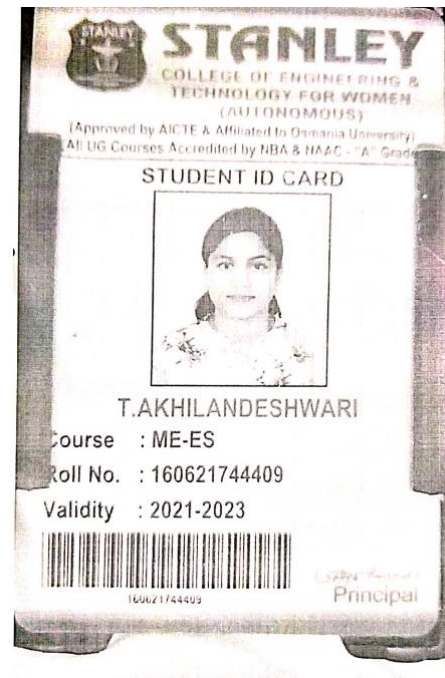 STANLEY
STANLEY
COLLEGE OF ENGINEERING &
TECHNOLOGY FOR WOMEN
(AUTONOMOUS)
(Approved by AICTE & Affiliated to Osmania University)
All UG Courses Accredited by NBA & NAAC - "A" Grade
STUDENT ID CARD
T.AKHILANDESHWARI
Course : ME-ES
Roll No. : 160621744409
Validity : 2021-2023
160621744409
Principal